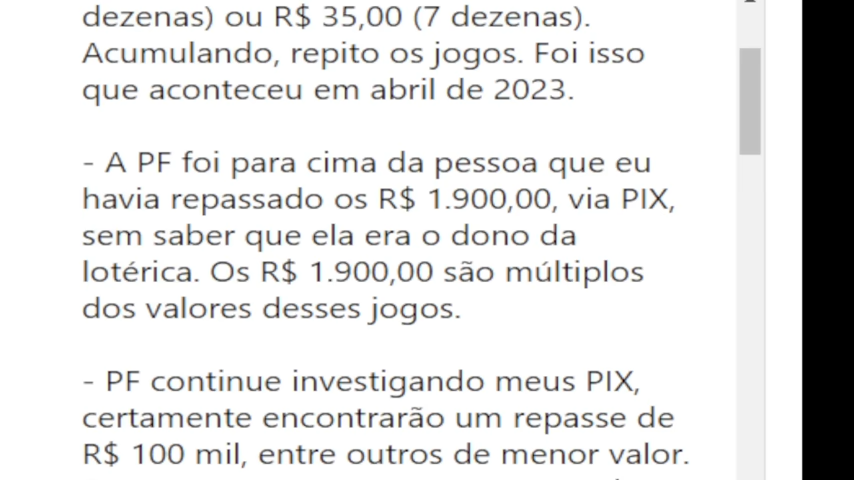 dezenas) ou R$ 35,00 (7 dezenas).
Acumulando, repito os jogos. Foi isso
que aconteceu em abril de 2023.
- A PF foi para cima da pessoa que eu
havia repassado os R$ 1.900,00, via PIX,
sem saber que ela era o dono da
lotérica. Os R$ 1.900,00 são múltiplos
dos valores desses jogos.
- PF continue investigando meus PIX,
certamente encontrarão um repasse de
R$ 100 mil, entre outros de menor valor.